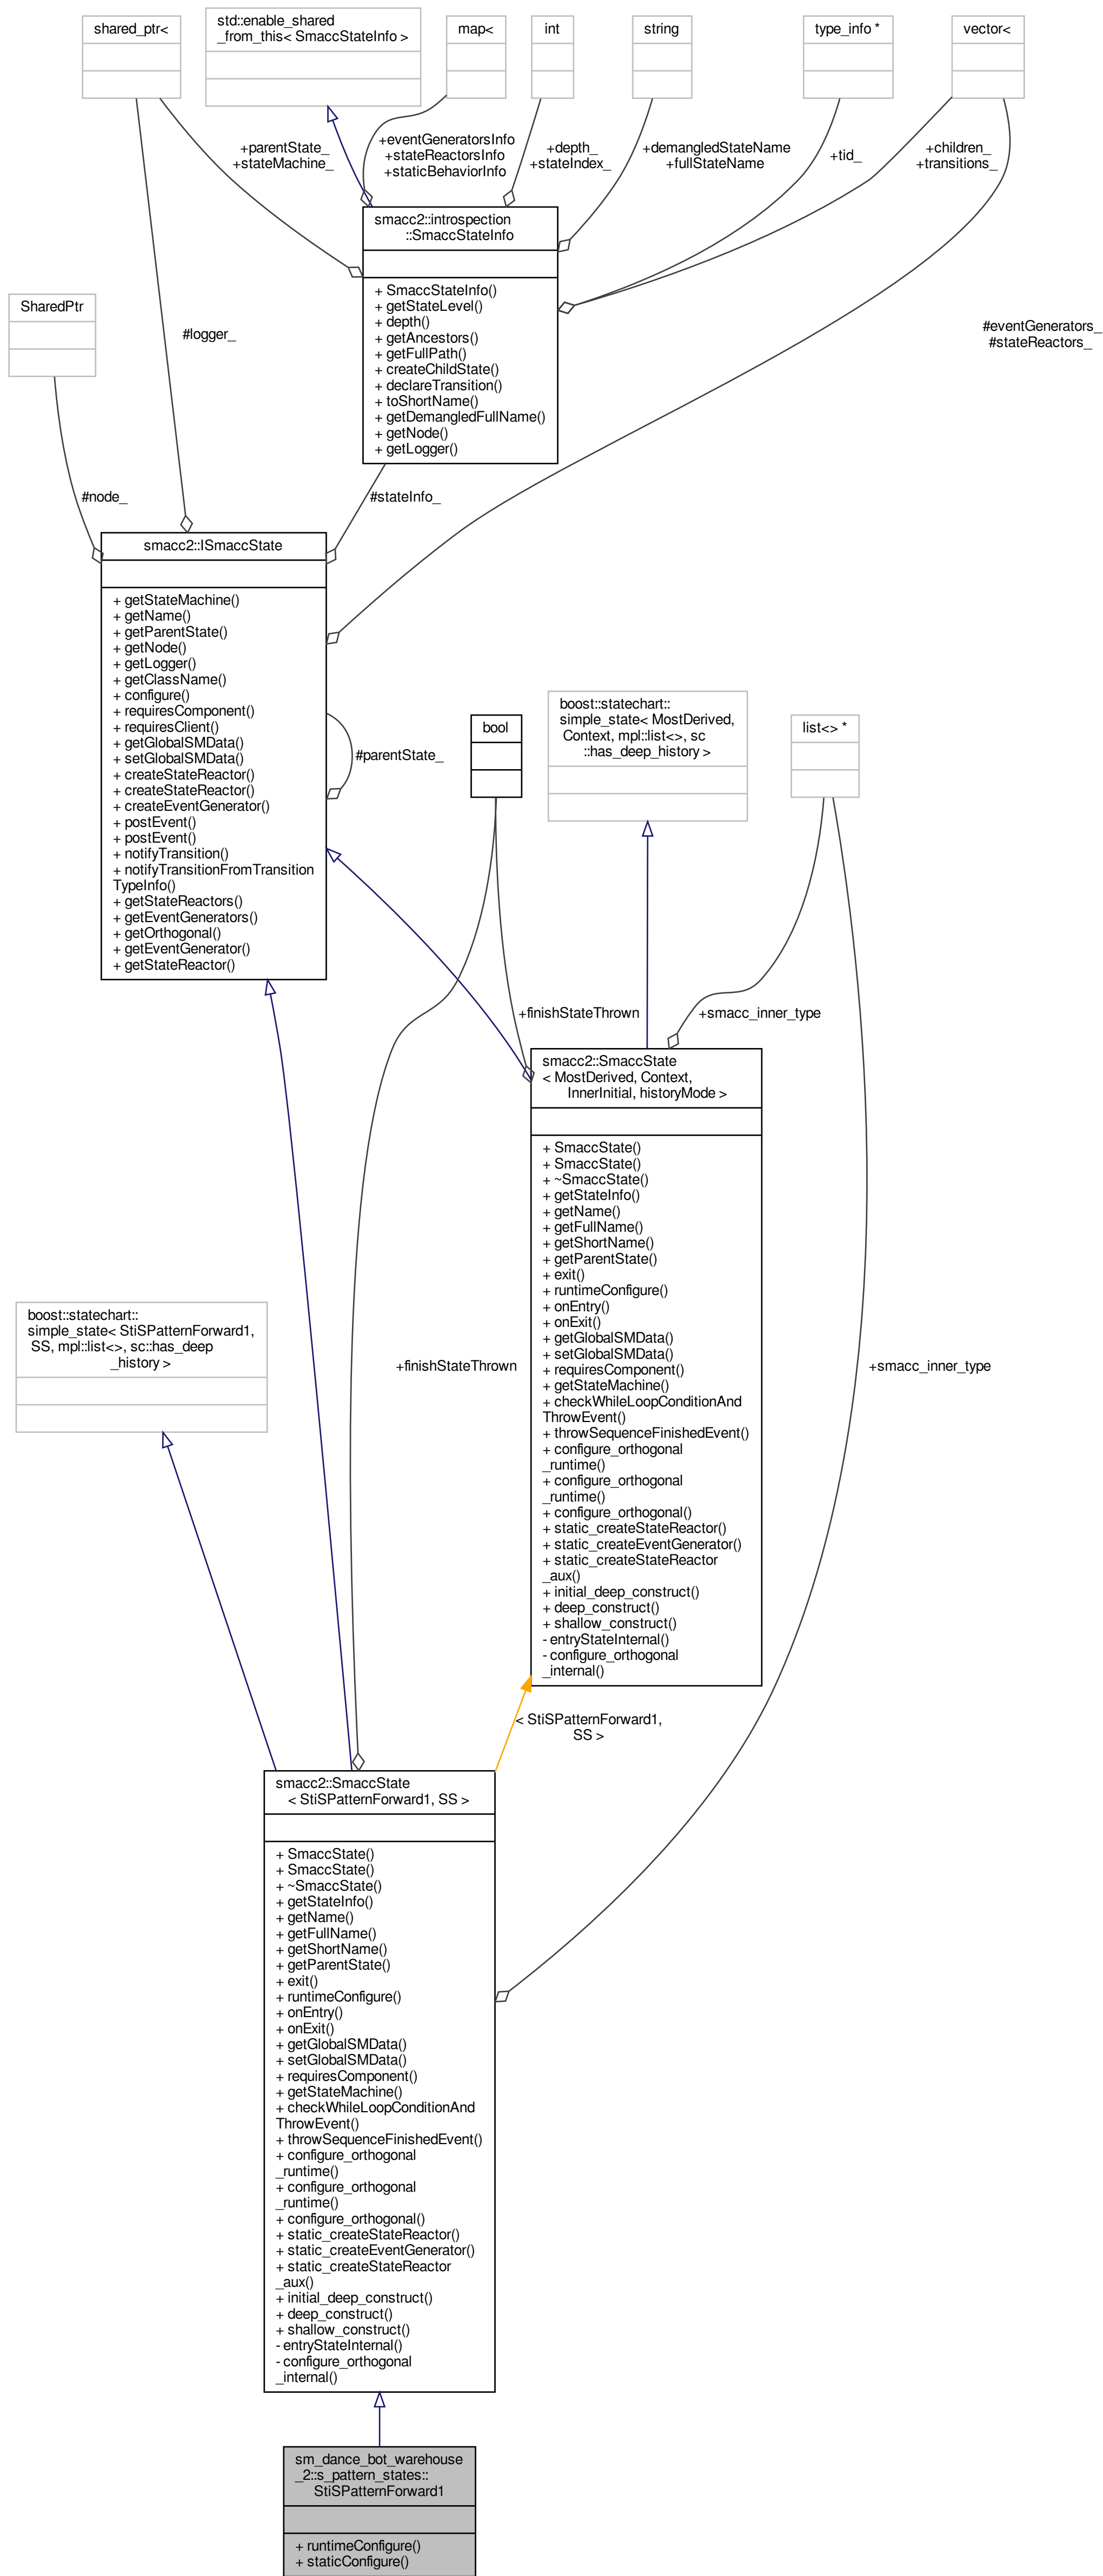 shared_ptr<
std::enable_shared
_from_this< SmaccStateInfo >
map<
int
string
type_info *
vector<
+parentState_
+stateMachine_
+eventGeneratorsInfo
+stateReactorsInfo
+staticBehaviorInfo
+depth_
+stateIndex_
+demangledStateName
+fullStateName
+tid_
+children_
+transitions_
smacc2::introspection
::SmaccStateInfo
+ SmaccStateInfo()
+ getStateLevel()
+ depth()
+ getAncestors()
+ getFullPath()
+ createChildState()
+ declareTransition()
+ toShortName()
+ getDemangledFullName()
+ getNode()
+ getLogger()
SharedPtr
#logger_
#eventGenerators_
#stateReactors_
#node_
#stateInfo_
smacc2::ISmaccState
+ getStateMachine()
+ getName()
+ getParentState()
+ getNode()
+ getLogger()
+ getClassName()
+ configure()
+ requiresComponent()
+ requiresClient()
+ getGlobalSMData()
+ setGlobalSMData()
+ createStateReactor()
+ createStateReactor()
+ createEventGenerator()
+ postEvent()
+ postEvent()
+ notifyTransition()
+ notifyTransitionFromTransition
TypeInfo()
+ getStateReactors()
+ getEventGenerators()
+ getOrthogonal()
+ getEventGenerator()
+ getStateReactor()
#parentState_
bool
boost::statechart::
simple_state< MostDerived,
Context, mpl::list<>, sc
::has_deep_history >
list<> *
+finishStateThrown
+smacc_inner_type
smacc2::SmaccState
< MostDerived, Context,
InnerInitial, historyMode >
+ SmaccState()
+ SmaccState()
+ ~SmaccState()
+ getStateInfo()
+ getName()
+ getFullName()
+ getShortName()
+ getParentState()
+ exit()
+ runtimeConfigure()
+ onEntry()
+ onExit()
+ getGlobalSMData()
+ setGlobalSMData()
+ requiresComponent()
+ getStateMachine()
+ checkWhileLoopConditionAnd
ThrowEvent()
+ throwSequenceFinishedEvent()
+ configure_orthogonal
_runtime()
+ configure_orthogonal
_runtime()
+ configure_orthogonal()
+ static_createStateReactor()
+ static_createEventGenerator()
+ static_createStateReactor
_aux()
+ initial_deep_construct()
+ deep_construct()
+ shallow_construct()
- entryStateInternal()
- configure_orthogonal
_internal()
boost::statechart::
simple_state< StiSPatternForward1,
SS, mpl::list<>, sc::has_deep
_history >
+finishStateThrown
+smacc_inner_type
< StiSPatternForward1,
SS >
smacc2::SmaccState
< StiSPatternForward1, SS >
+ SmaccState()
+ SmaccState()
+ ~SmaccState()
+ getStateInfo()
+ getName()
+ getFullName()
+ getShortName()
+ getParentState()
+ exit()
+ runtimeConfigure()
+ onEntry()
+ onExit()
+ getGlobalSMData()
+ setGlobalSMData()
+ requiresComponent()
+ getStateMachine()
+ checkWhileLoopConditionAnd
ThrowEvent()
+ throwSequenceFinishedEvent()
+ configure_orthogonal
_runtime()
+ configure_orthogonal
_runtime()
+ configure_orthogonal()
+ static_createStateReactor()
+ static_createEventGenerator()
+ static_createStateReactor
_aux()
+ initial_deep_construct()
+ deep_construct()
+ shallow_construct()
- entryStateInternal()
- configure_orthogonal
_internal()
sm_dance_bot_warehouse
_2::s_pattern_states::
StiSPatternForward1
+ runtimeConfigure()
+ staticConfigure()